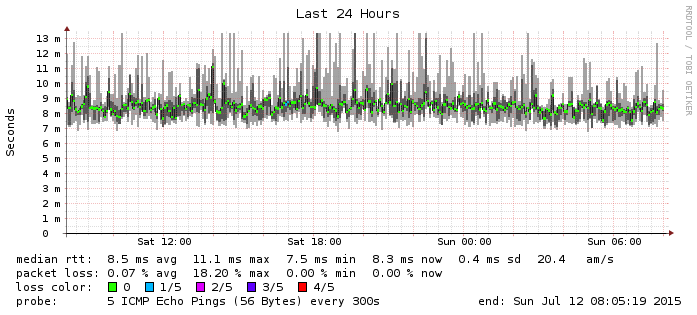 Last 24 Hours
RRDTOOL / TOBI OETIKER
Seconds
13 m
12 m
11 m
10 m
9 m
8 m
7 m
6 m
5 m
4 m
3 m
2 m
1 m
0
Sat 12:00 Sat 18:00 Sun 00:00 Sun 06:00
median rtt: 8.5 ms avg 11.1 ms max 7.5 ms min 8.3 ms now 0.4 ms sd 20.4 am/s
packet loss: 0.07 % avg 18.20 % max 0.00 % min 0.00 % now
loss color: 0 1/5 2/5 3/5 4/5
probe: 5 ICMP Echo Pings (56 Bytes) every 300s end: Sun Jul 12 08:05:19 2015